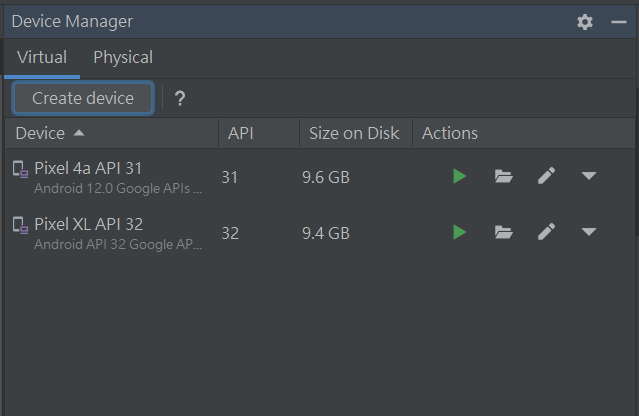 Device Manager
Virtual Physical
Create device ?
Device API Size on Disk Actions
Pixel 4a API 31 31 9.6 GB
Android 12.0 Google APIs ...
Pixel XL API 32 32 9.4 GB
Android API 32 Google AP...